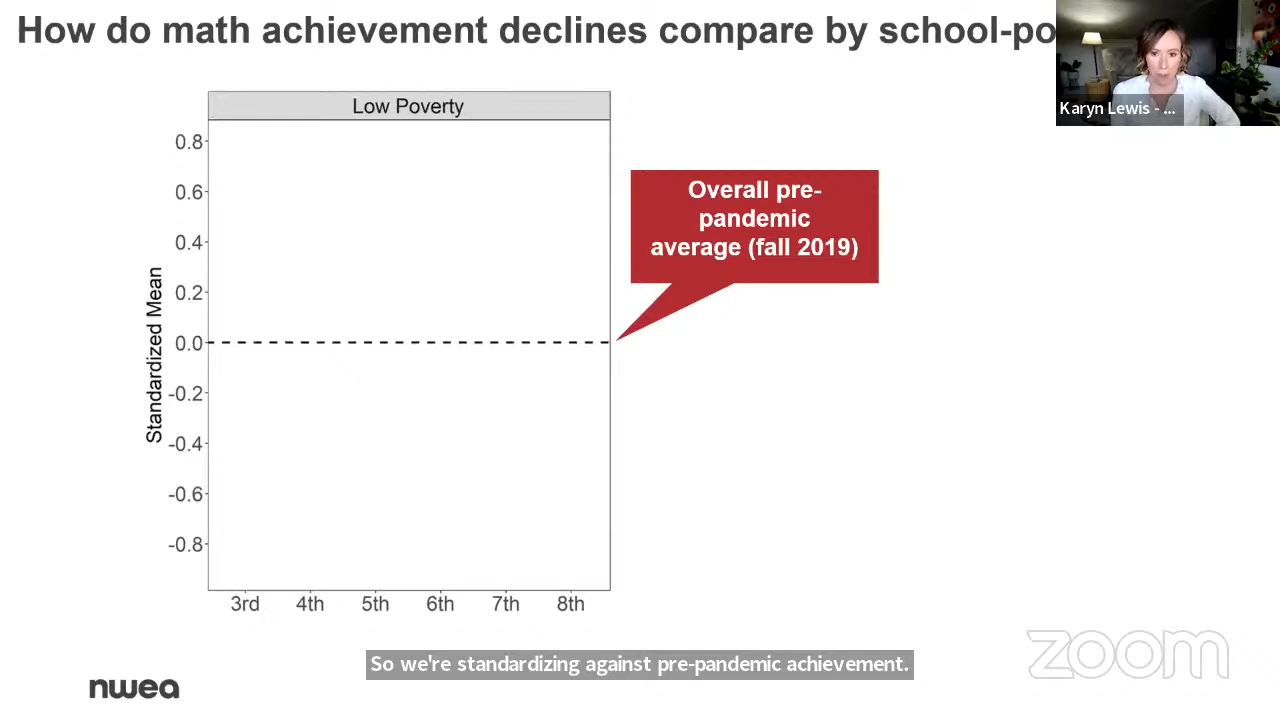 How do math achievement declines compare by school-po
Karyn Lewis - ...
Low Poverty
0.8
0.6
0.4
0.2
0.0
-0.2
-0.4
-0.6
-0.8
Standardized Mean
3rd 4th 5th 6th 7th 8th
Overall pre-
pandemic
average (fall 2019)
So we're standardizing against pre-pandemic achievement.
nwea
zoom